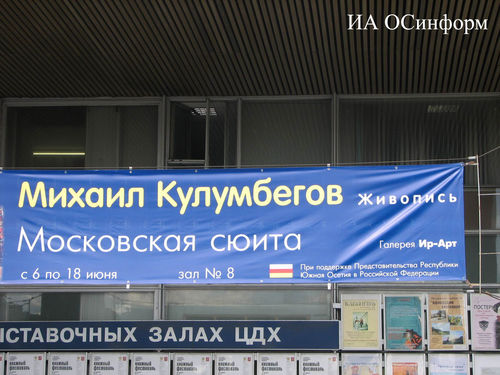 ИА ОСинформ
Михаил Кулумбегов Живопись
Московская сюита
Галерея Ир-Арт
с 6 по 18 июня
зал № 8
При поддержке Представительства Республики
Южная Осетия в Российской Федерации
ЫСТАВОЧНЫХ ЗАЛАХ ЦДХ